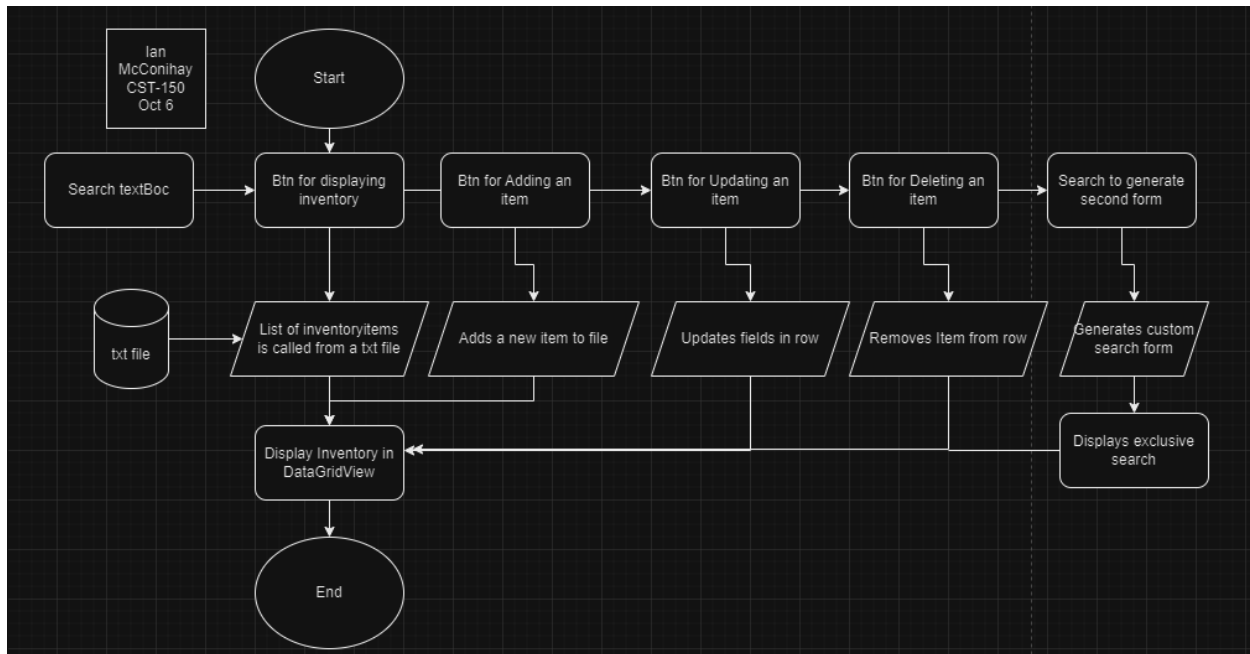 Ian
McConihay
CST-150
Oct 6
Start
Search textBoc
Btn for displaying
inventory
Btn for Adding an
item
Btn for Updating an
item
Btn for Deleting an
item
Search to generate
second form
txt file
List of inventoryitems
is called from a txt file
Adds a new item to file
Updates fields in row
Removes Item from row
Generates custom
search form
Display Inventory in
DataGridView
Displays exclusive
search
End